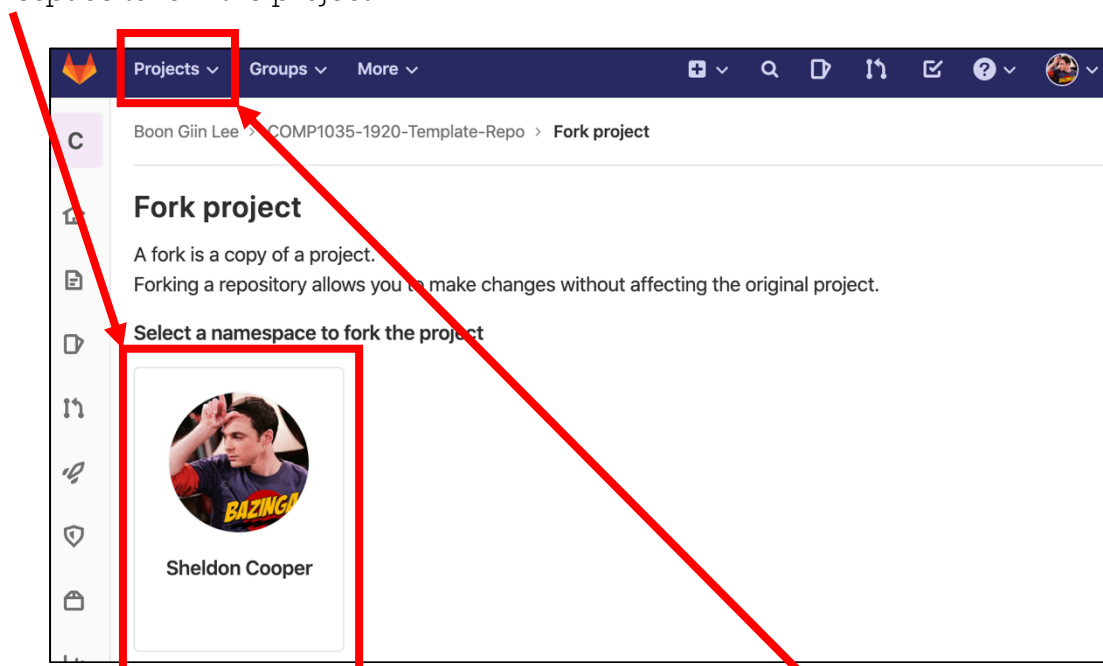 Projects Groups More
C
Boon Giin Lee > COMP1035-1920-Template-Repo > Fork project
Fork project
A fork is a copy of a project.
Forking a repository allows you to make changes without affecting the original project.
Select a namespace to fork the project
BAZINGA
Sheldon Cooper